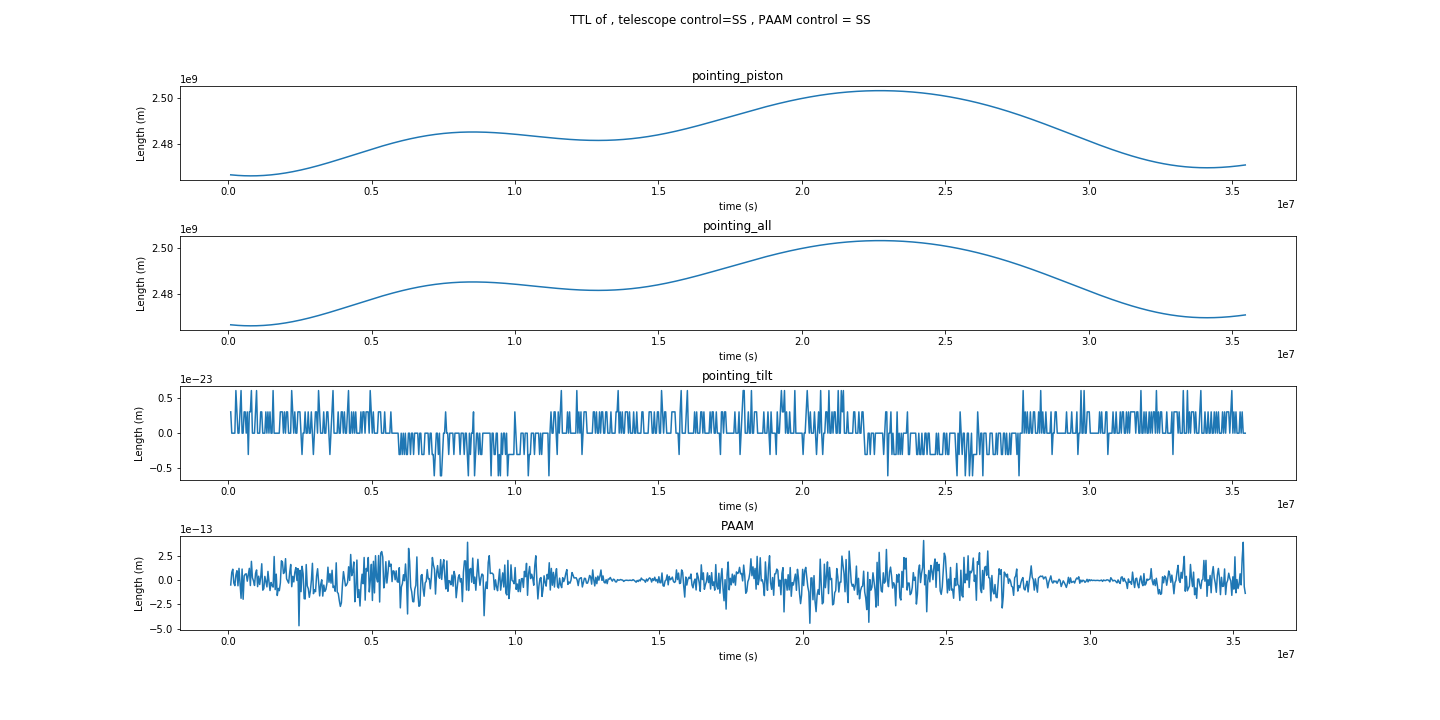 TTL of , telescope control=SS , PAAM control = SS
pointing_piston
1e9
Length (m)
2.50
2.48
0.0 0.5 1.0 1.5 2.0 2.5 3.0 3.5
time (s)
1e7
pointing_all
1e9
Length (m)
2.50
2.48
0.0 0.5 1.0 1.5 2.0 2.5 3.0 3.5
time (s)
1e7
pointing_tilt
1e−23
Length (m)
0.5
0.0
−0.5
0.0 0.5 1.0 1.5 2.0 2.5 3.0 3.5
time (s)
1e7
PAAM
1e−13
Length (m)
2.5
0.0
−2.5
−5.0
0.0 0.5 1.0 1.5 2.0 2.5 3.0 3.5
time (s)
1e7